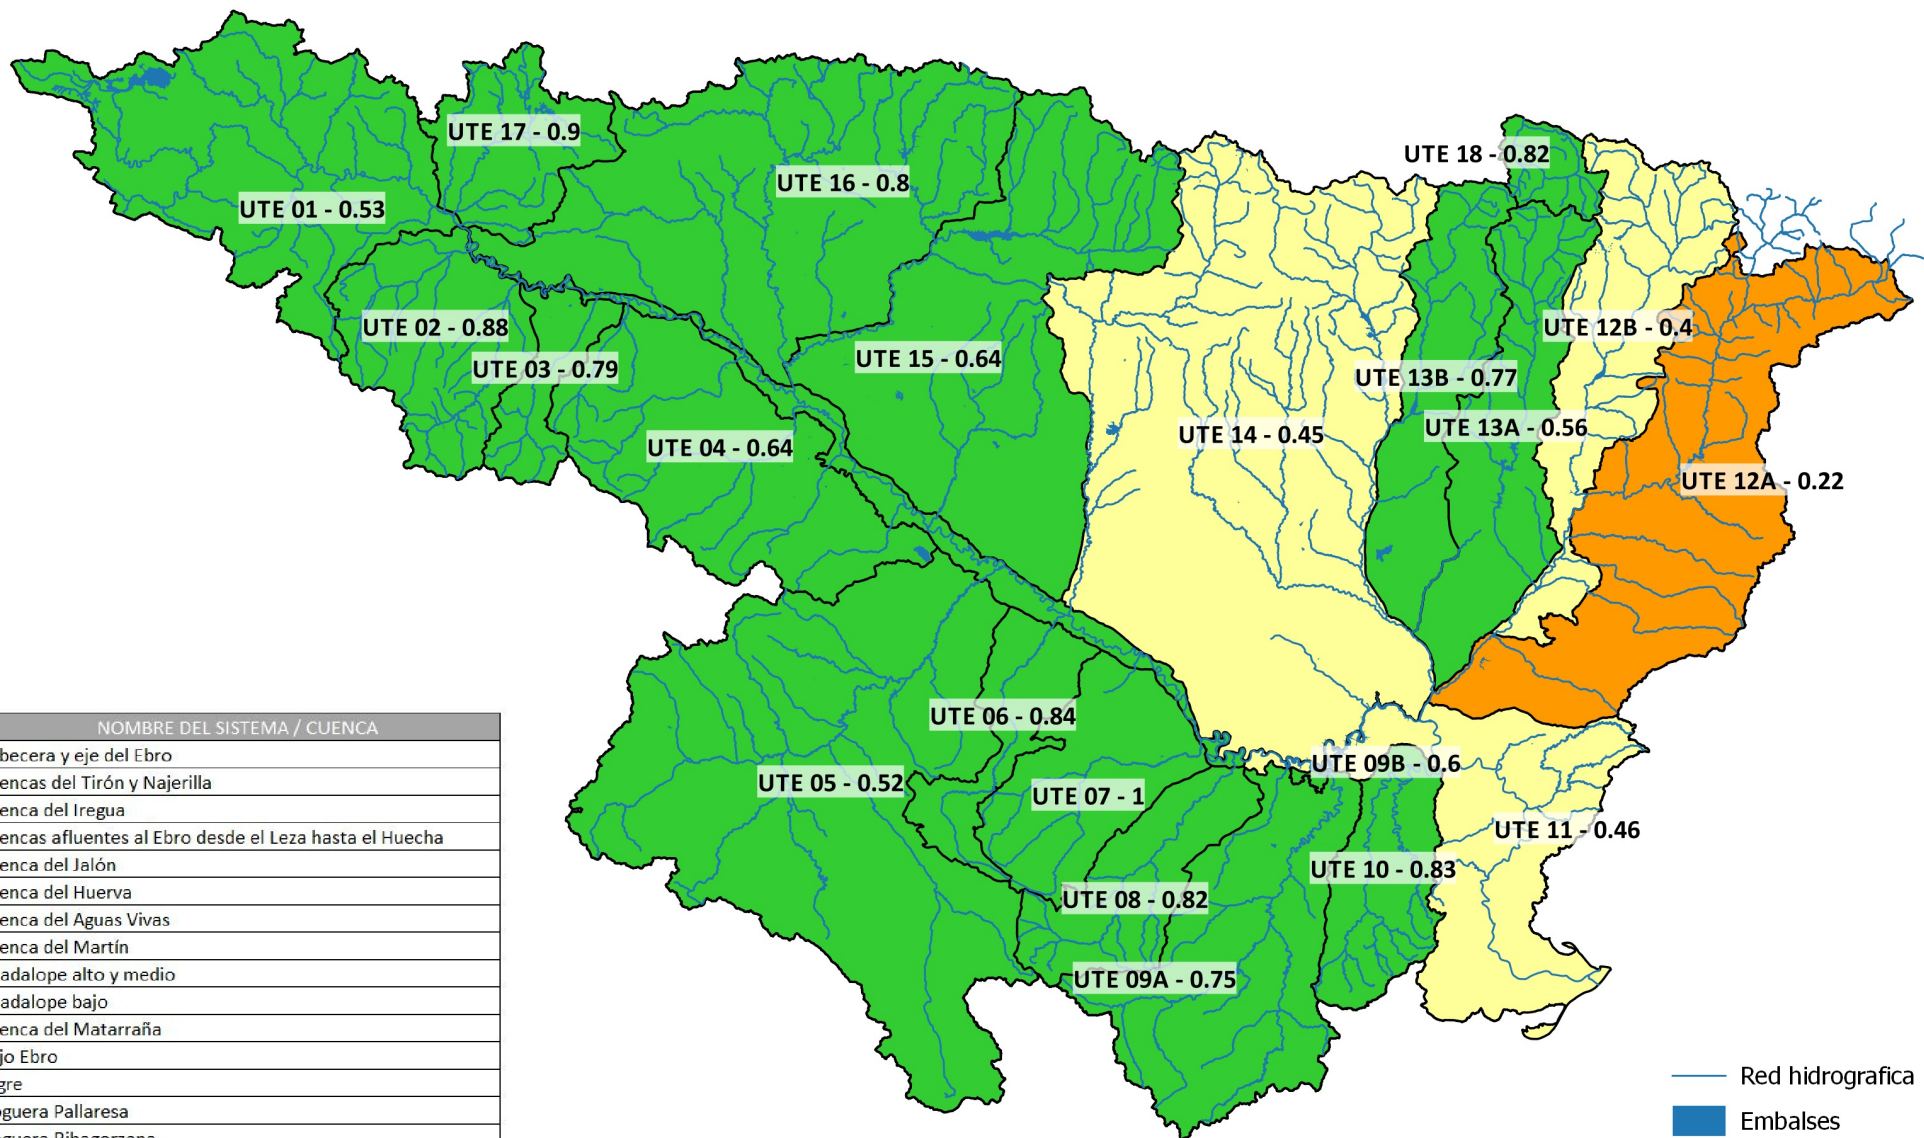 UTE 17 - 0.9
UTE 18 - 0.82
UTE 16 - 0.8
UTE 01 - 0.53
UTE 02 - 0.88
UTE 12B - 0.4
UTE 15 - 0.64
UTE 03 - 0.79
UTE 13B - 0.77
UTE 13A - 0.56
UTE 14 - 0.45
UTE 04 - 0.64
UTE 12A - 0.22
UTE 06 - 0.84
UTE 09B - 0.6
UTE 05 - 0.52
UTE 07 - 1
UTE 11 - 0.46
UTE 10 - 0.83
UTE 08 - 0.82
UTE 09A - 0.75
NOMBRE DEL SISTEMA / CUENCA
becera y eje del Ebro
encas del Tirón y Najerilla
enca del Iregua
encas afluentes al Ebro desde el Leza hasta el Huecha
enca del Jalón
enca del Huerva
enca del Aguas Vivas
enca del Martín
adalope alto y medio
adalope bajo
enca del Matarraña
jo Ebro
gre
oguera Pallaresa
Red hidrografica
Embalses